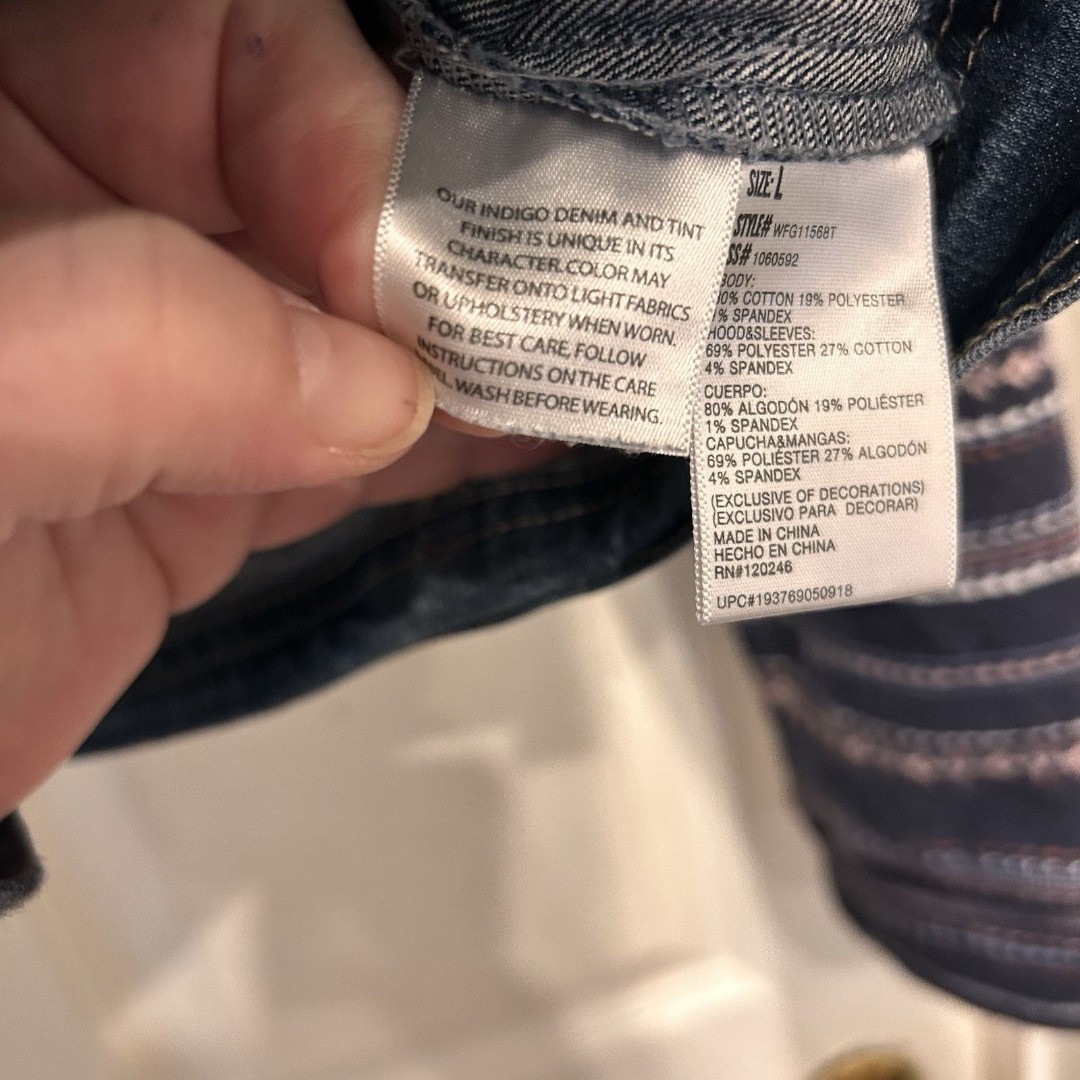 OUR INDIGO DENIM AND TINT
FINISH IS UNIQUE IN ITS
CHARACTER. COLOR MAY
TRANSFER ONTO LIGHT FABRICS
OR UPHOLSTERY WHEN WORN.
FOR BEST CARE, FOLLOW
INSTRUCTIONS ON THE CARE
WASH BEFORE WEARING.
SIZE: L
STYLE# WFG11568T
SS# 1060592
BODY:
80% COTTON 19% POLYESTER
1% SPANDEX
HOOD&SLEEVES:
69% POLYESTER 27% COTTON
4% SPANDEX
CUERPO:
80% ALGODÓN 19% POLIÉSTER
1% SPANDEX
CAPUCHA&MANGAS:
69% POLIÉSTER 27% ALGODÓN
4% SPANDEX
(EXCLUSIVE OF DECORATIONS)
(EXCLUSIVO PARA DECORAR)
MADE IN CHINA
HECHO EN CHINA
RN#120246
UPC#193769050918